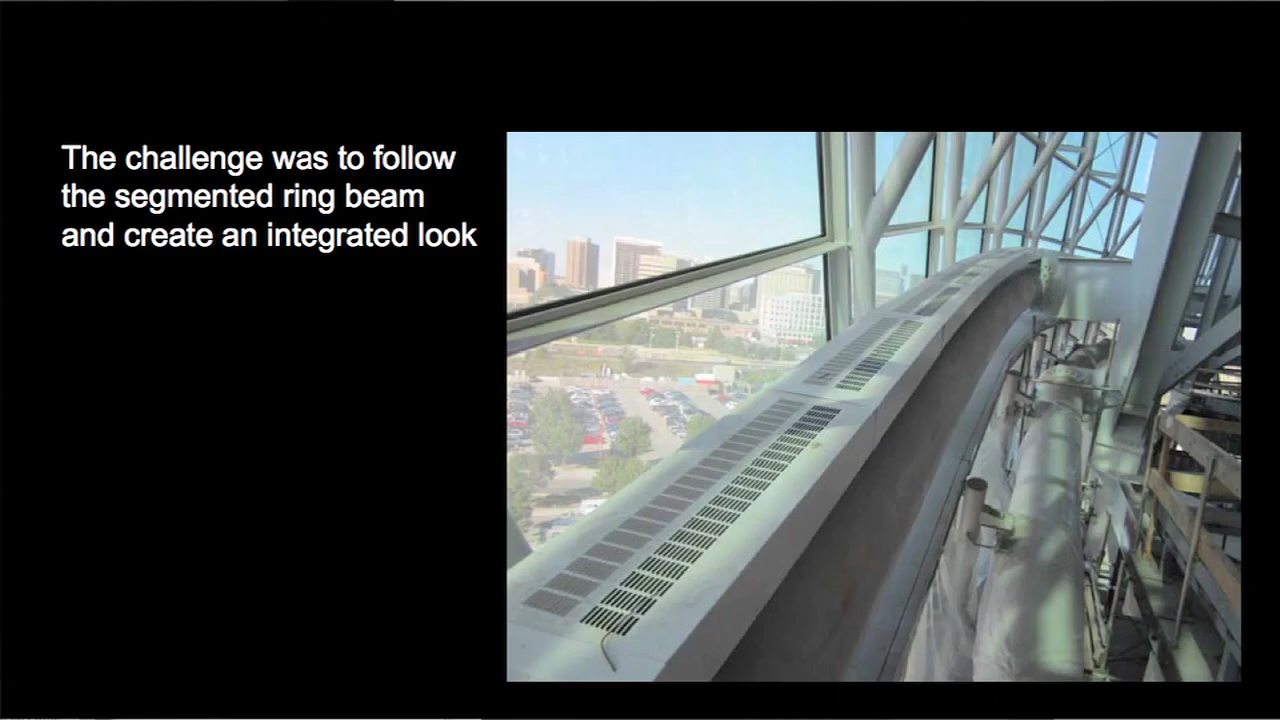 The challenge was to follow
the segmented ring beam
and create an integrated look